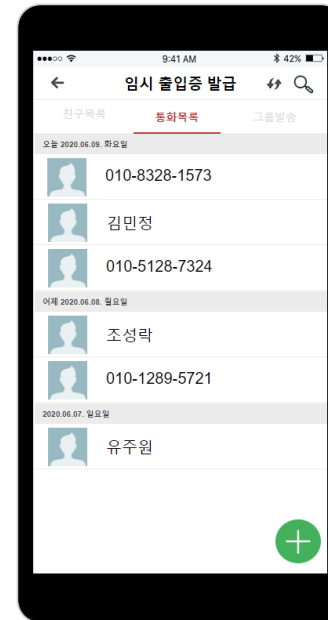 9:41 AM 42%
임시 출입증 발급
친구목록 통화목록 그룹발송
오늘 2020.06.09. 화요일
010-8328-1573
김민정
010-5128-7324
어제 2020.06.08. 월요일
조성락
010-1289-5721
2020.06.07. 일요일
유주원